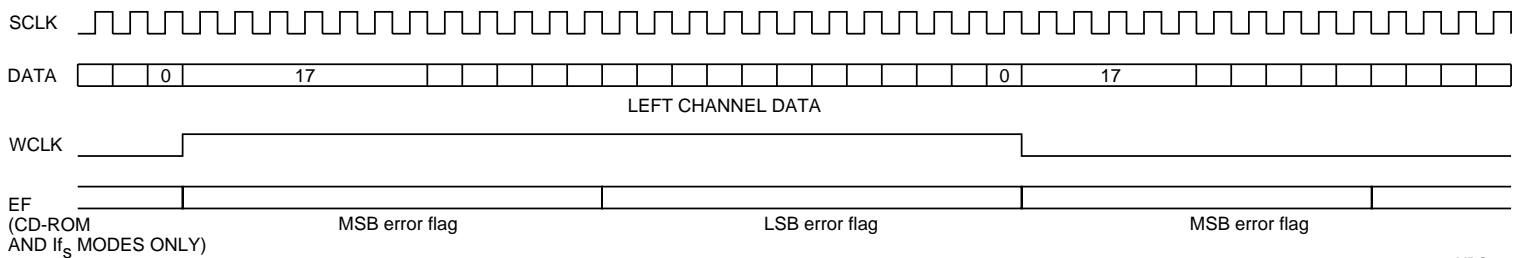 SCLK
DATA 0 17 0 17
LEFT CHANNEL DATA
WCLK
EF
(CD-ROM
AND Ifs MODES ONLY)
MSB error flag LSB error flag MSB error flag